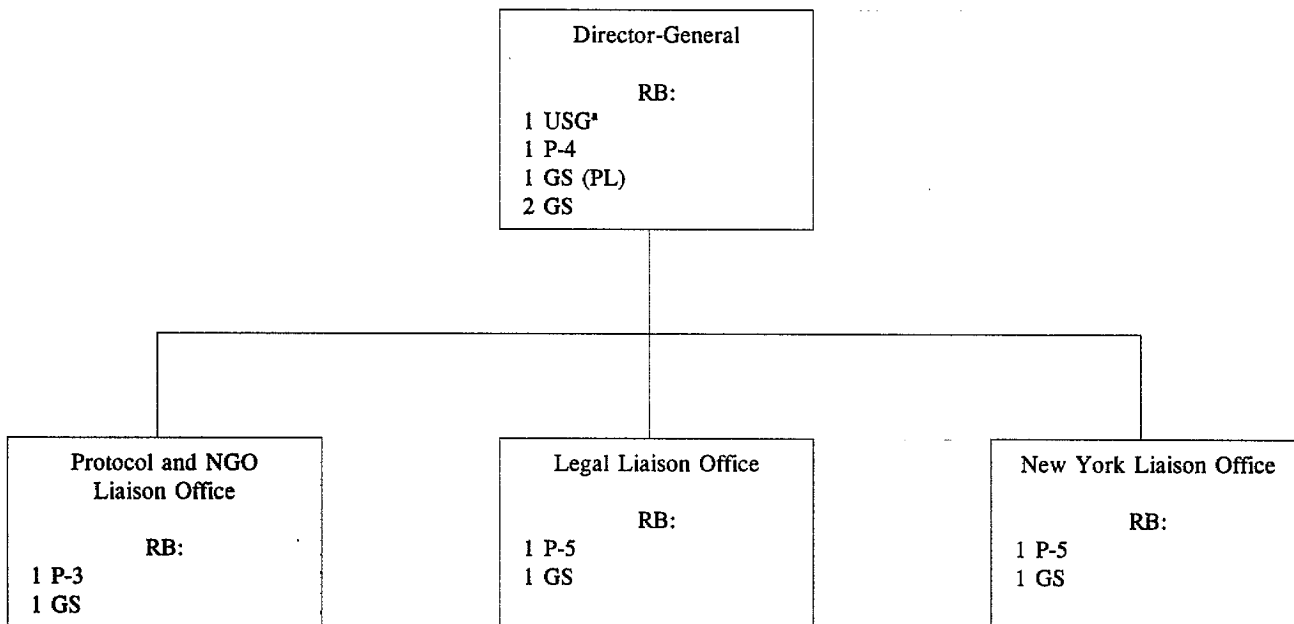 Director-General
RB:
1 USGª
1 P-4
1 GS (PL)
2 GS
Protocol and NGO
Liaison Office
RB:
1 P-3
1 GS
Legal Liaison Office
RB:
1 P-5
1 GS
New York Liaison Office
RB:
1 P-5
1 GS